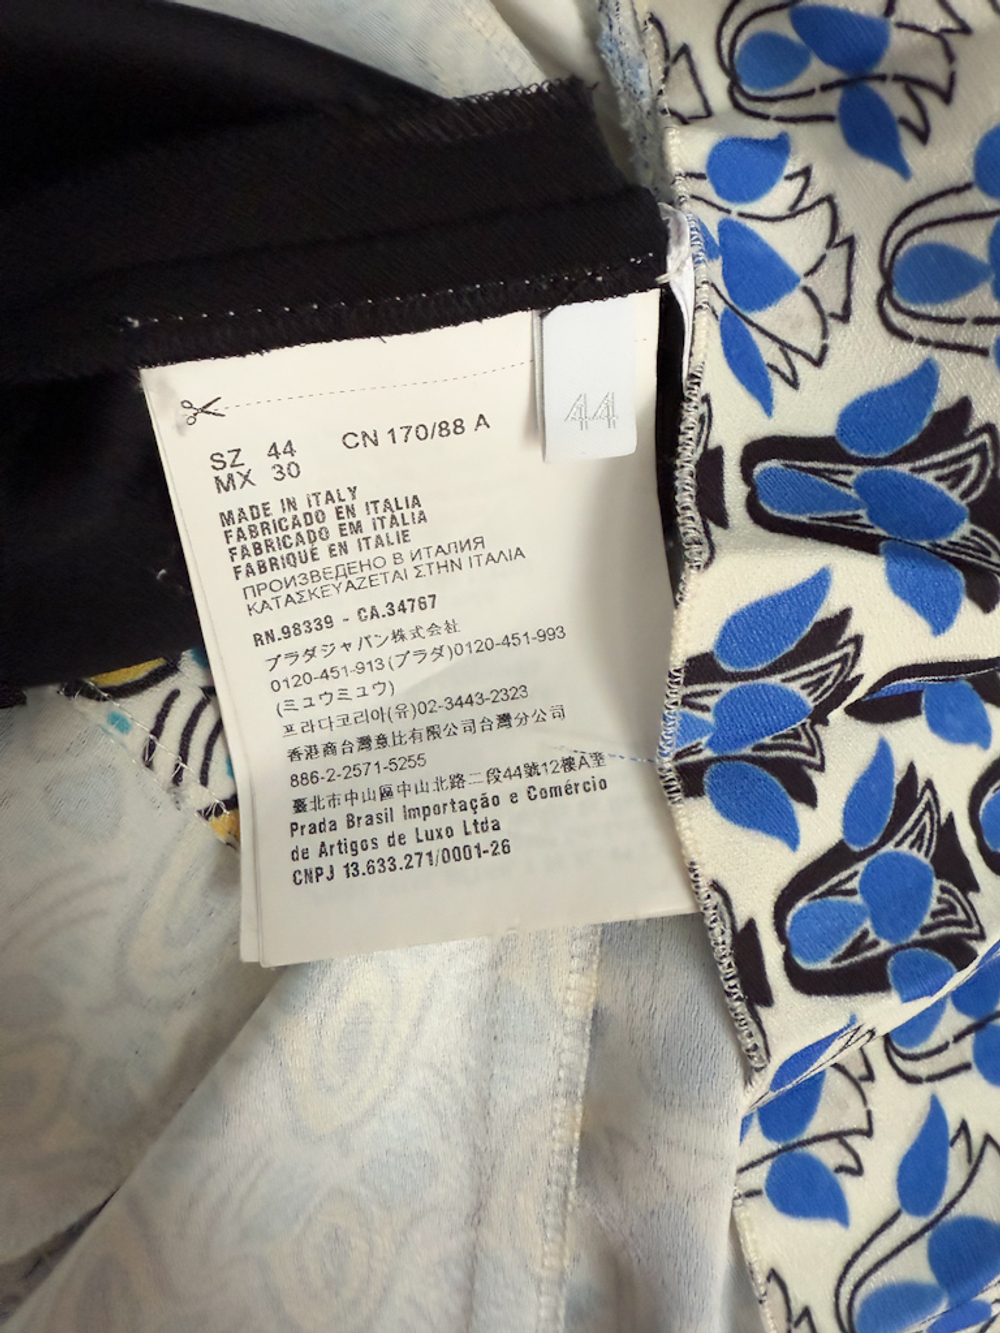 44
SZ 44 CN 170/88 A
MX 30
MADE IN ITALY
FABRICADO EN ITALIA
FABRICADO EM ITÁLIA
FABRIQUÉ EN ITALIE
ПРОИЗВЕДЕНО В ИТАЛИЯ
ΚΑΤΑΣΚΕΥΑΖΕΤΑΙ ΣΤΗΝ ΙΤΑΛΙΑ
RN.98339 - CA.34767
プラダジャパン株式会社
0120-451-913(プラダ)0120-451-993
(ミュウミュウ)
프라다코리아(유)02-3443-2323
香港商台灣意比有限公司台灣分公司
886-2-2571-5255
臺北市中山區中山北路二段44號12樓A室
Prada Brasil Importação e Comércio
de Artigos de Luxo Ltda
CNPJ 13.633.271/0001-26